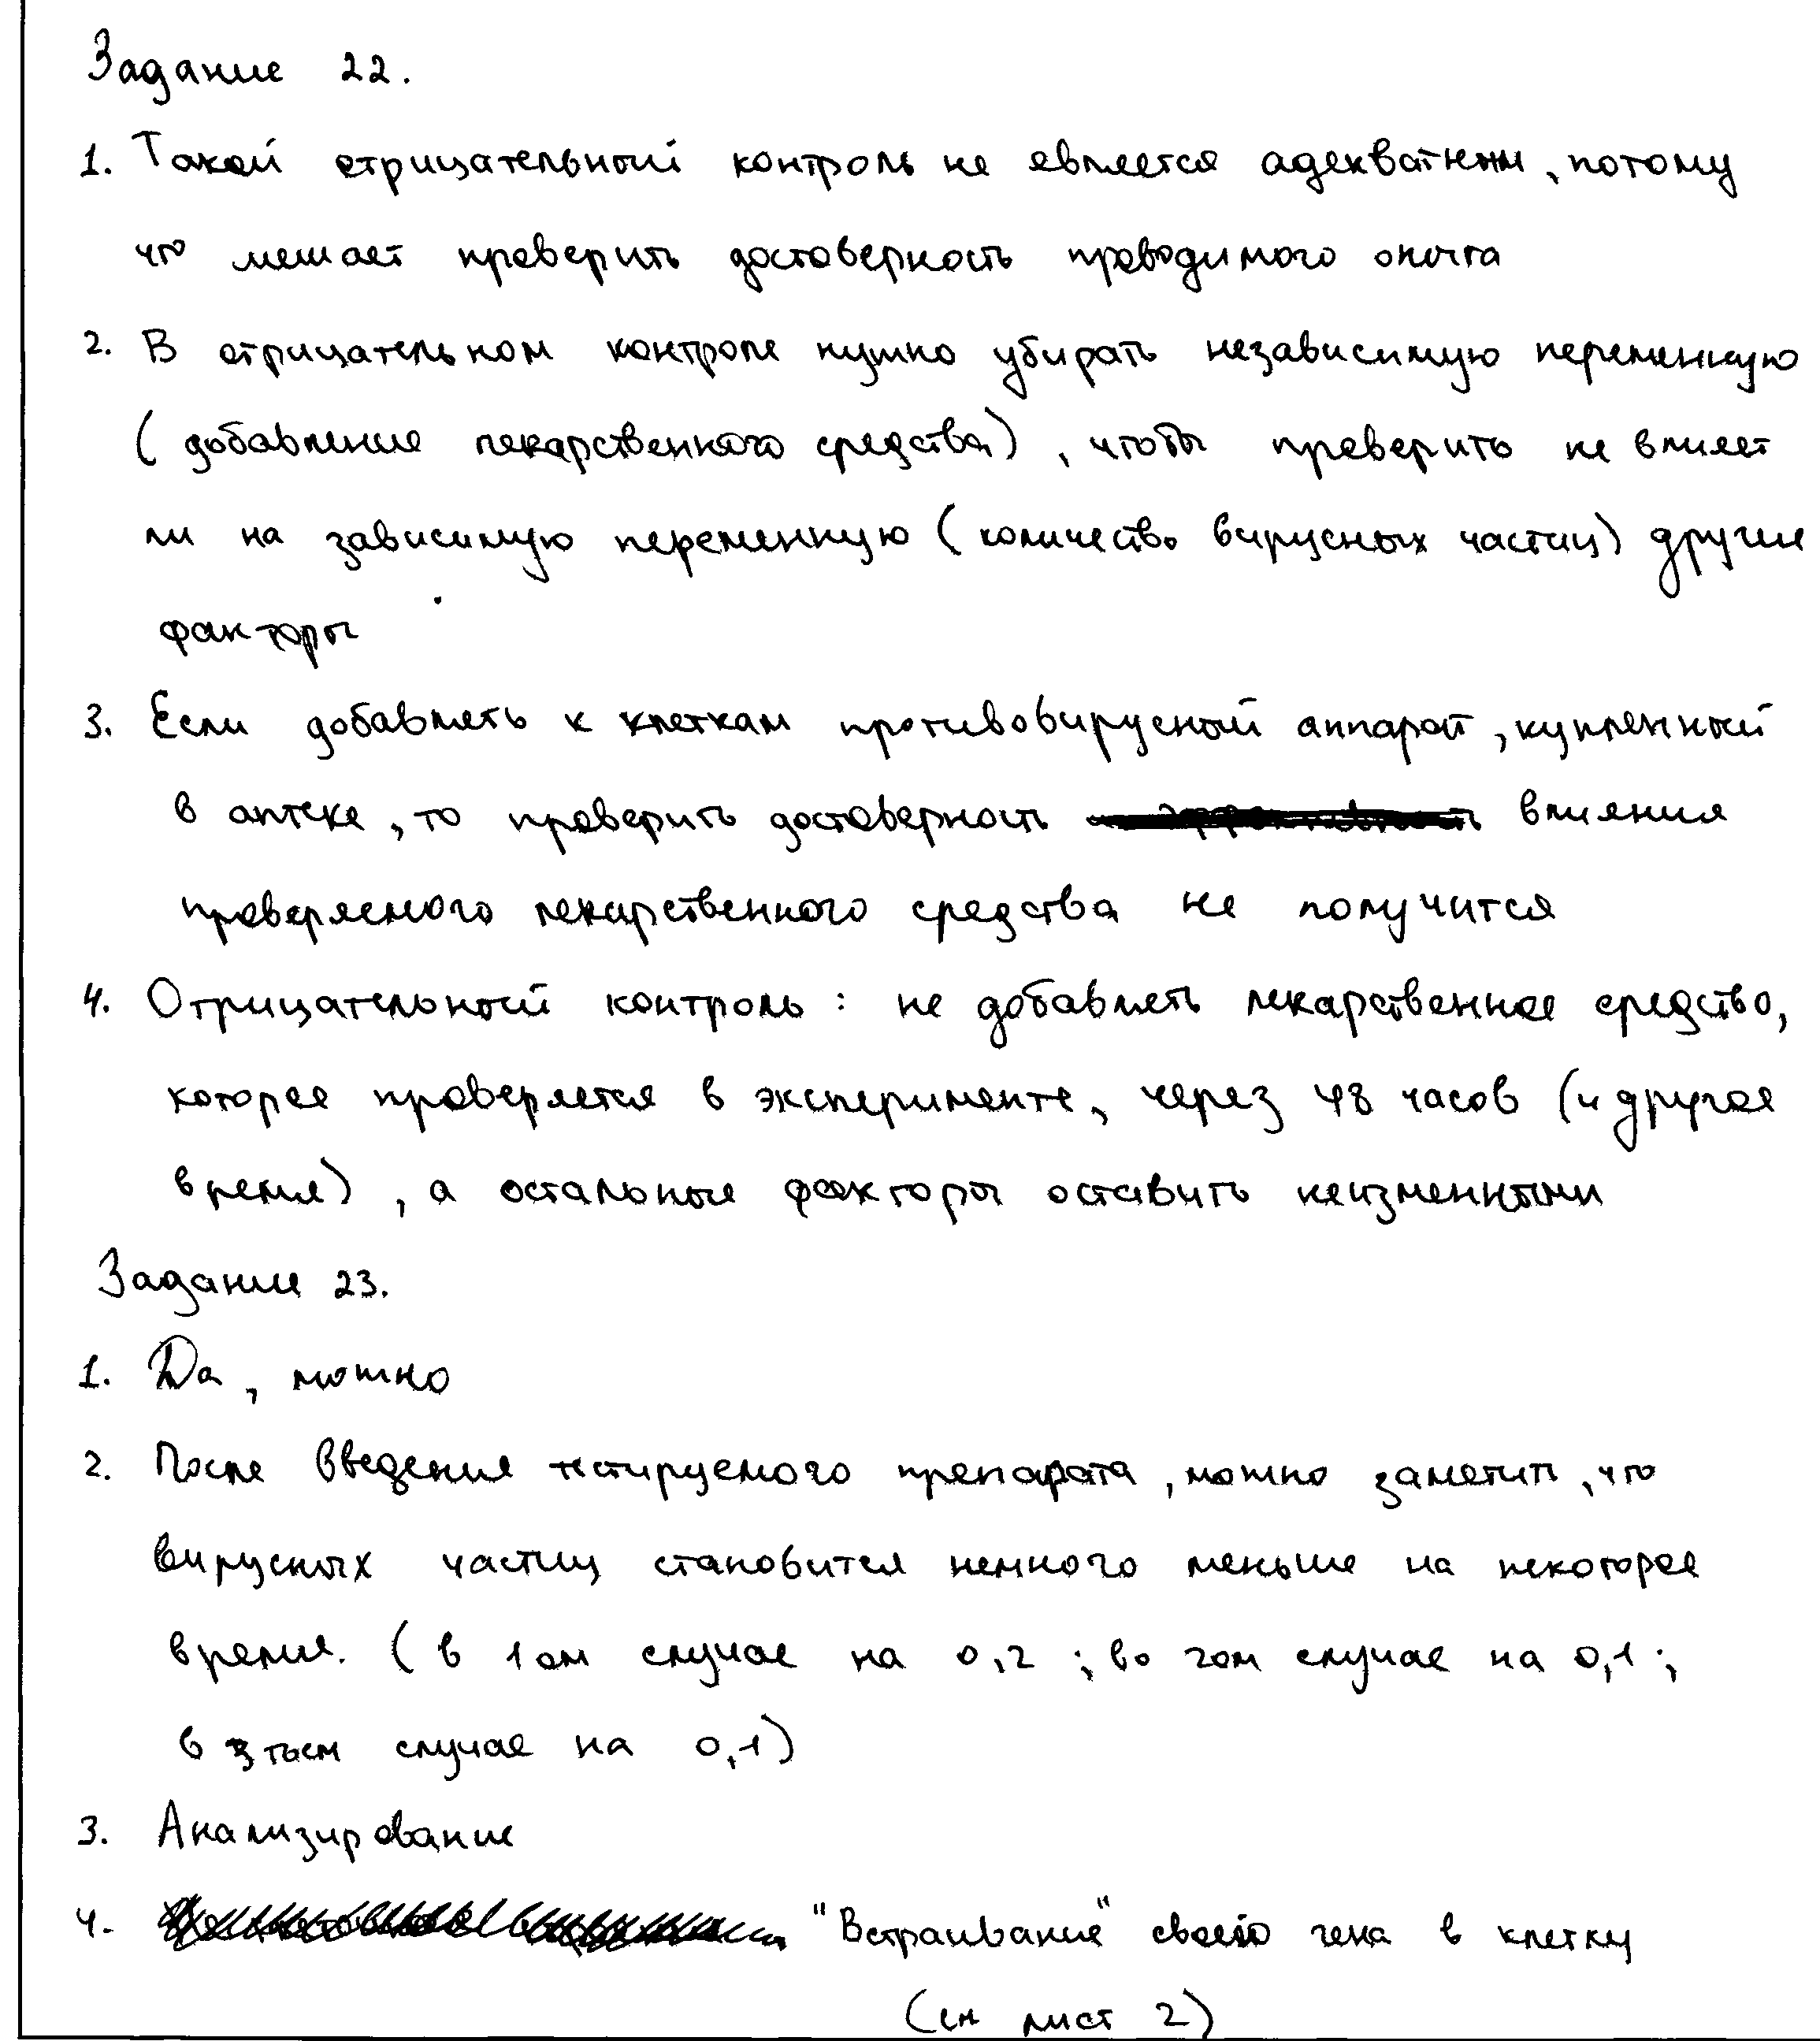 Задание 22.
1. Такой отрицательный контроль не является адекватным, потому
что мешает проверить достоверность проводимого опыта
2. В отрицательном контроле нужно убирать независимую переменную
(добавление лекарственного средства), чтобы проверить не влияет
ли на зависимую переменную (количество вирусных частиц) другие
факторы
3. Если добавлять к клеткам противовирусный аппарат, купленный
в аптеке, то проверить достоверность влияния
проверяемого лекарственного средства не получится
4. Отрицательный контроль: не добавлять лекарственное средство,
которое проверяется в эксперименте, через 48 часов (и другое
время), а остальные факторы оставить неизменными
Задание 23.
1. Да, можно
2. После введения тестируемого препарата, можно заметить, что
вирусных частиц становится немного меньше на некоторое
время. (в 1ом случае на 0,2; во 2ом случае на 0,1;
в 3тьем случае на 0,1)
3. Анализирование
4. "Встраивание" своего гена в клетку
(см лист 2)